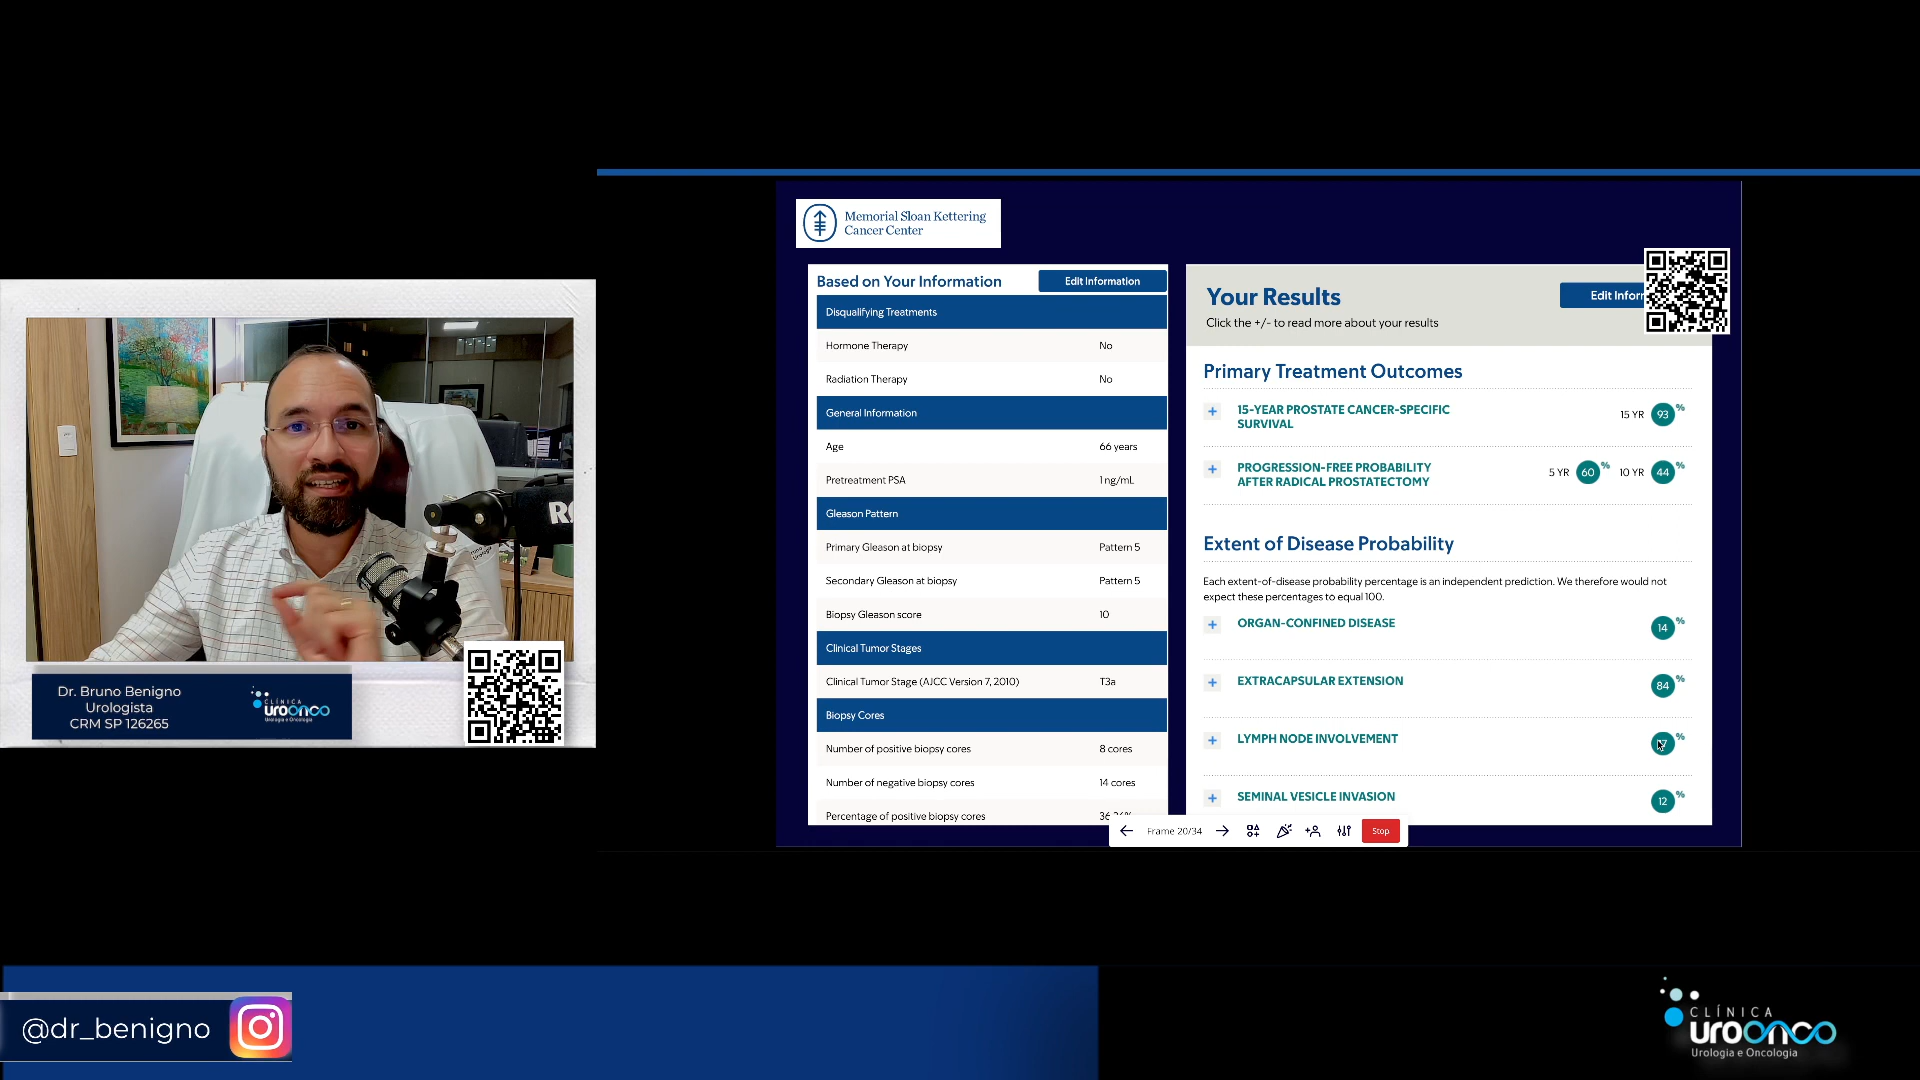 Memorial Sloan Kettering
Cancer Center
Based on Your Information
Edit Information
Disqualifying Treatments
Hormone Therapy No
Radiation Therapy No
General Information
Age 66 years
Pretreatment PSA 1 ng/mL
Gleason Pattern
Primary Gleason at biopsy Pattern 5
Secondary Gleason at biopsy Pattern 5
Biopsy Gleason score 10
Clinical Tumor Stages
Clinical Tumor Stage (AJCC Version 7, 2010) T3a
Biopsy Cores
Number of positive biopsy cores 8 cores
Number of negative biopsy cores 14 cores
Percentage of positive biopsy cores
Your Results
Edit
Click the +/- to read more about your results
Primary Treatment Outcomes
15-YEAR PROSTATE CANCER-SPECIFIC
SURVIVAL
15 YR 93 %
PROGRESSION-FREE PROBABILITY
AFTER RADICAL PROSTATECTOMY
5 YR 60 % 10 YR 44 %
Extent of Disease Probability
Each extent-of-disease probability percentage is an independent prediction. We therefore would not
expect these percentages to equal 100.
ORGAN-CONFINED DISEASE 14 %
EXTRACAPSULAR EXTENSION 84 %
LYMPH NODE INVOLVEMENT %
SEMINAL VESICLE INVASION 12 %
Frame 20/34
Stop
Dr. Bruno Benigno
Urologista
CRM SP 126265
CLÍNICA
uroonco
Urologia e Oncologia
@dr_benigno
CLÍNICA
uroonco
Urologia e Oncologia